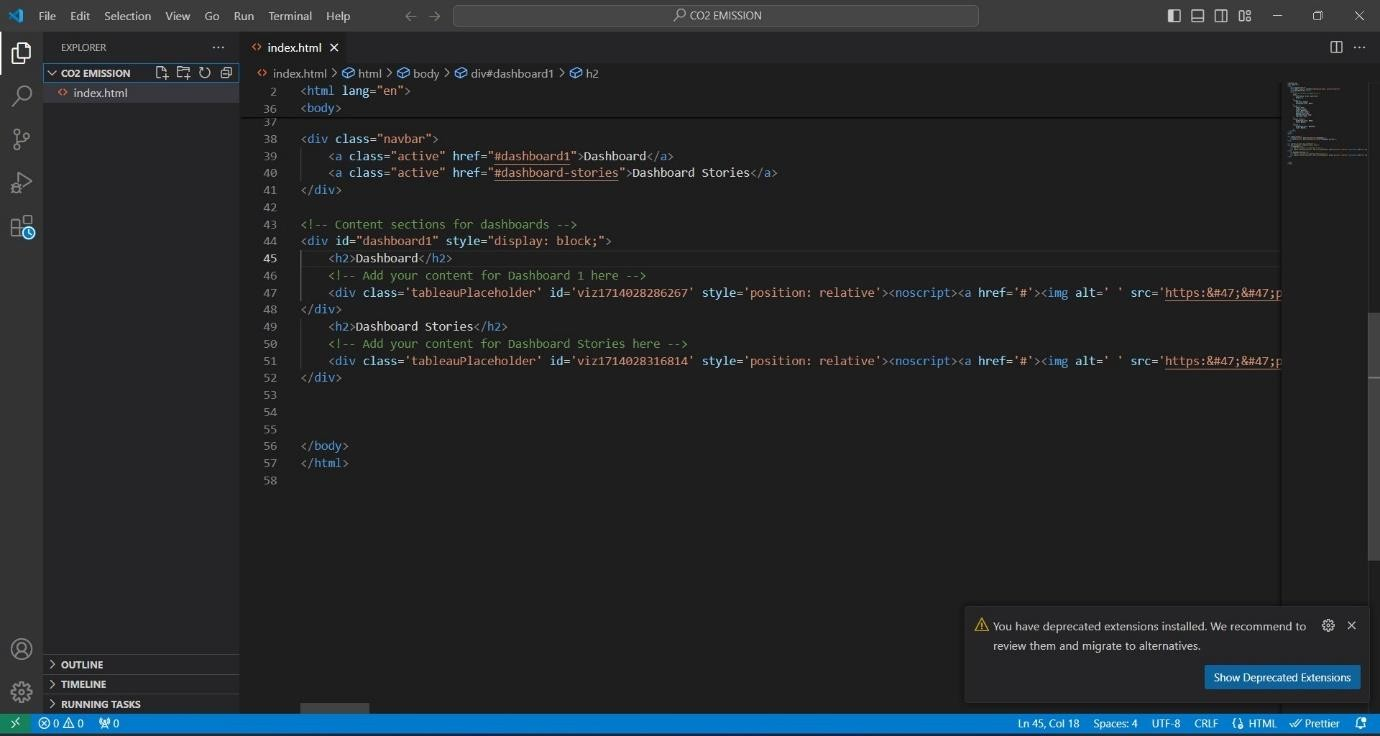 File Edit Selection View Go Run Terminal Help
CO2 EMISSION
EXPLORER
CO2 EMISSION
index.html
OUTLINE
TIMELINE
RUNNING TASKS
index.html
index.html > html > body > div#dashboard1 > h2
2 <html lang="en">
36 <body>
37
38 <div class="navbar">
39 <a class="active" href="#dashboard1">Dashboard</a>
40 <a class="active" href="#dashboard-stories">Dashboard Stories</a>
41 </div>
42
43 <!-- Content sections for dashboards -->
44 <div id="dashboard1" style="display: block;">
45 <h2>Dashboard</h2>
46 <!-- Add your content for Dashboard 1 here -->
47 <div class='tableauPlaceholder' id='viz1714028286267' style='position: relative'><noscript><a href='#'><img alt=' ' src='https:&#47;&#47;p
48 </div>
49 <h2>Dashboard Stories</h2>
50 <!-- Add your content for Dashboard Stories here -->
51 <div class='tableauPlaceholder' id='viz1714028316814' style='position: relative'><noscript><a href='#'><img alt=' ' src='https:&#47;&#47;p
52 </div>
53
54
55
56 </body>
57 </html>
58
You have deprecated extensions installed. We recommend to
review them and migrate to alternatives.
Show Deprecated Extensions
0 0 0 Ln 45, Col 18 Spaces: 4 UTF-8 CRLF HTML Prettier